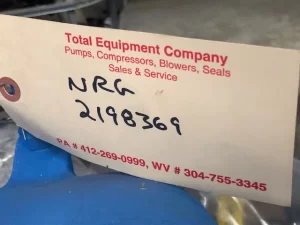 Total Equipment Company
Pumps, Compressors, Blowers, Seals
Sales & Service
NRG
2198369
PA # 412-269-0999, WV # 304-755-3345